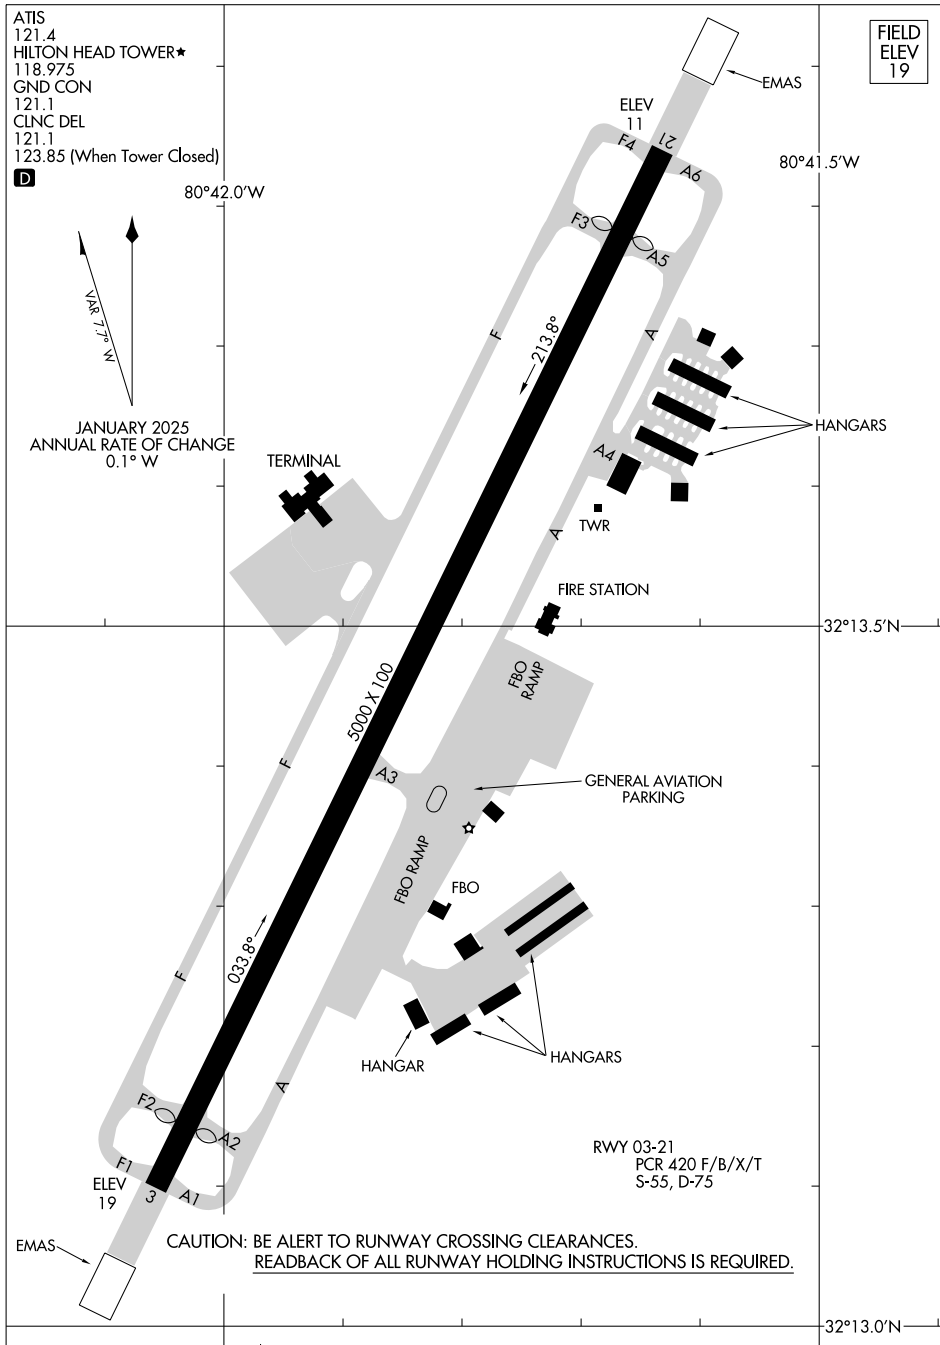 ATIS
121.4
HILTON HEAD TOWER★
118.975
GND CON
121.1
CLNC DEL
121.1
123.85 (When Tower Closed)
D
FIELD
ELEV
19
EMAS
ELEV
11
F4
21
A6
80°41.5'W
80°42.0'W
F3
A5
VAR 7.7° W
F
213.8°
A
JANUARY 2025
ANNUAL RATE OF CHANGE
0.1° W
HANGARS
TERMINAL
A4
TWR
A
FIRE STATION
32°13.5'N
FBO
RAMP
5000 X 100
F
A3
GENERAL AVIATION
PARKING
FBO RAMP
FBO
033.8°
F
HANGAR
HANGARS
A
F2
A2
RWY 03-21
PCR 420 F/B/X/T
S-55, D-75
F1
ELEV
19
3
A1
EMAS
CAUTION: BE ALERT TO RUNWAY CROSSING CLEARANCES.
READBACK OF ALL RUNWAY HOLDING INSTRUCTIONS IS REQUIRED.
32°13.0'N